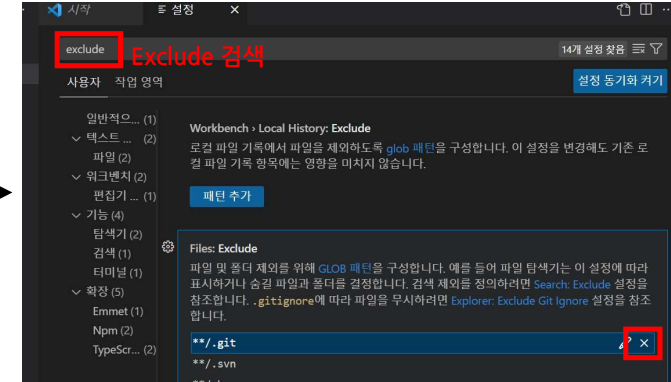 시작
설정
exclude
Exclude 검색
14개 설정 찾음
사용자 작업 영역
설정 동기화 켜기
일반적으... (1)
텍스트 ... (2)
파일 (2)
워크벤치 (2)
편집기 ... (1)
기능 (4)
탐색기 (2)
검색 (1)
터미널 (1)
확장 (5)
Emmet (1)
Npm (2)
TypeScr... (2)
Workbench › Local History: Exclude
로컬 파일 기록에서 파일을 제외하도록 glob 패턴을 구성합니다. 이 설정을 변경해도 기존 로
컬 파일 기록 항목에는 영향을 미치지 않습니다.
패턴 추가
Files: Exclude
파일 및 폴더 제외를 위해 GLOB 패턴을 구성합니다. 예를 들어 파일 탐색기는 이 설정에 따라
표시하거나 숨길 파일과 폴더를 결정합니다. 검색 제외를 정의하려면 Search: Exclude 설정을
참조합니다. .gitignore에 따라 파일을 무시하려면 Explorer: Exclude Git Ignore 설정을 참조
합니다.
**/.git
**/.svn